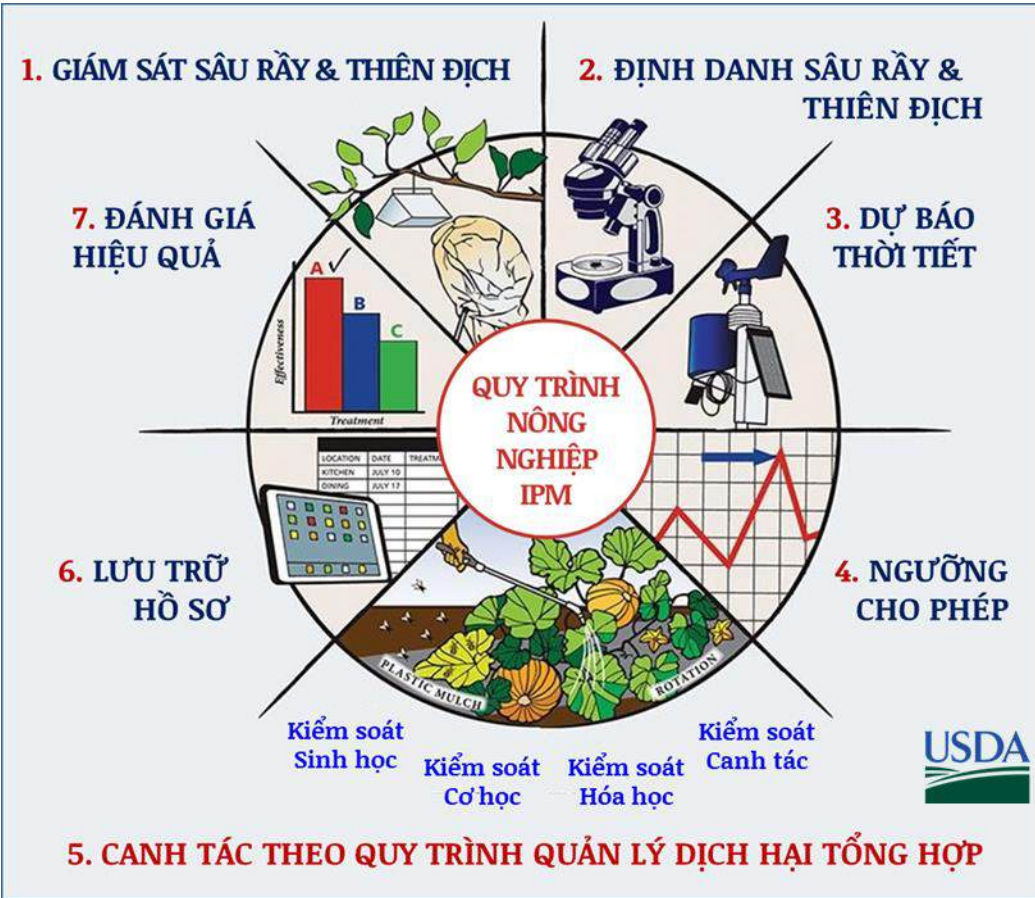 1. GIÁM SÁT SÂU RẦY & THIÊN ĐỊCH
2. ĐỊNH DANH SÂU RẦY &
THIÊN ĐỊCH
7. ĐÁNH GIÁ
HIỆU QUẢ
3. DỰ BÁO
THỜI TIẾT
A
B
C
Effectiveness
Treatment
QUY TRÌNH
NÔNG
NGHIỆP
IPM
LOCATION DATE TREATM
KITCHEN JULY 10
DINING JULY 17
6. LƯU TRỮ
HỒ SƠ
4. NGƯỠNG
CHO PHÉP
PLASTIC MULCH
ROTATION
Kiểm soát
Sinh học
Kiểm soát
Cơ học
Kiểm soát
Hóa học
Kiểm soát
Canh tác
USDA
5. CANH TÁC THEO QUY TRÌNH QUẢN LÝ DỊCH HẠI TỔNG HỢP